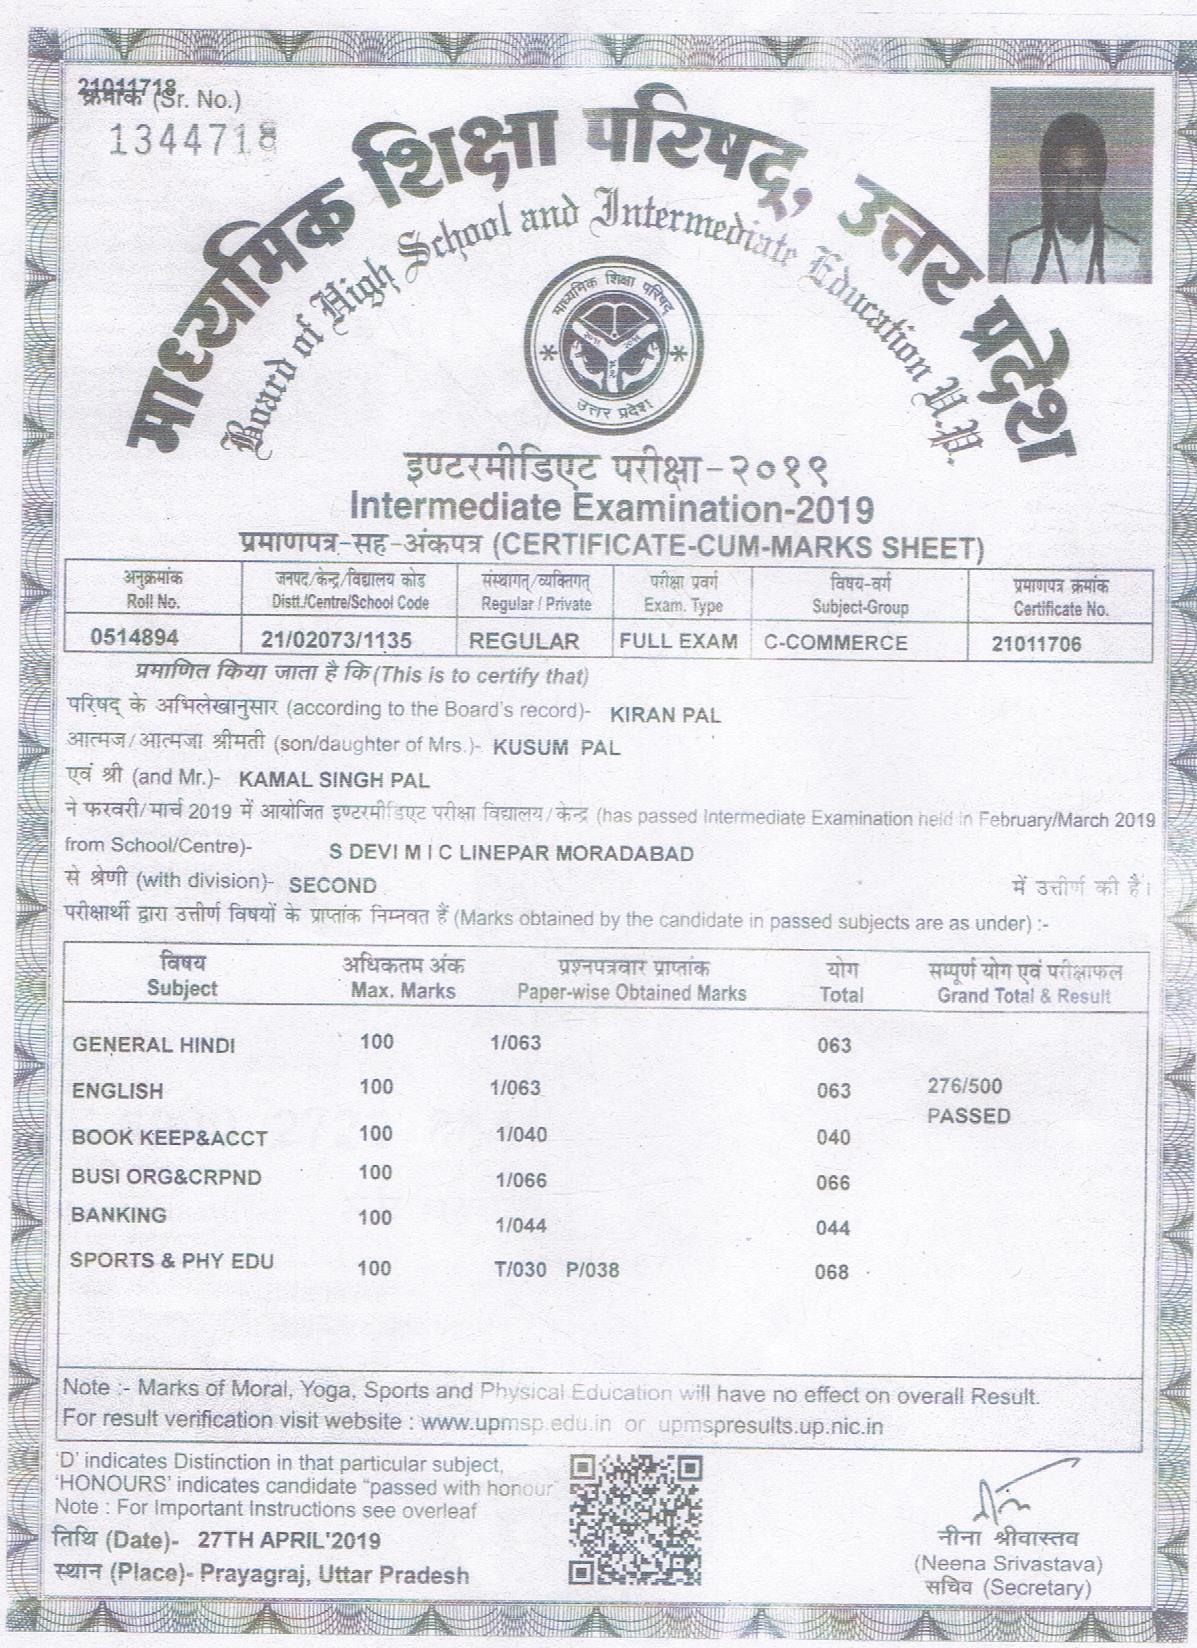 21011718
क्रमांक (Sr. No.)
1344718
माध्यमिक शिक्षा परिषद्, उत्तर प्रदेश
Board of High School and Intermediate Education U.P.
माध्यमिक शिक्षा परिषद्
उत्तर प्रदेश
इण्टरमीडिएट परीक्षा-२०१९
Intermediate Examination-2019
प्रमाणपत्र-सह-अंकपत्र (CERTIFICATE-CUM-MARKS SHEET)
अनुक्रमांक जनपद/केन्द्र/विद्यालय कोड संस्थागत्/व्यक्तिगत् परीक्षा प्रवर्ग विषय-वर्ग प्रमाणपत्र क्रमांक
Roll No. Distt./Centre/School Code Regular / Private Exam. Type Subject-Group Certificate No.
0514894 21/02073/1135 REGULAR FULL EXAM C-COMMERCE 21011706
प्रमाणित किया जाता है कि (This is to certify that)
परिषद् के अभिलेखानुसार (according to the Board's record)- KIRAN PAL
आत्मज/आत्मजा श्रीमती (son/daughter of Mrs.)- KUSUM PAL
एवं श्री (and Mr.)- KAMAL SINGH PAL
ने फरवरी/मार्च 2019 में आयोजित इण्टरमीडिएट परीक्षा विद्यालय/केन्द्र (has passed Intermediate Examination held in February/March 2019
from School/Centre)- S DEVI M I C LINEPAR MORADABAD
से श्रेणी (with division)- SECOND में उत्तीर्ण की है।
परीक्षार्थी द्वारा उत्तीर्ण विषयों के प्राप्तांक निम्नवत हैं (Marks obtained by the candidate in passed subjects are as under) :-
विषय अधिकतम अंक प्रश्नपत्रवार प्राप्तांक योग सम्पूर्ण योग एवं परीक्षाफल
Subject Max. Marks Paper-wise Obtained Marks Total Grand Total & Result
GENERAL HINDI 100 1/063 063
ENGLISH 100 1/063 063 276/500
PASSED
BOOK KEEP&ACCT 100 1/040 040
BUSI ORG&CRPND 100 1/066 066
BANKING 100 1/044 044
SPORTS & PHY EDU 100 T/030 P/038 068
Note :- Marks of Moral, Yoga, Sports and Physical Education will have no effect on overall Result.
For result verification visit website : www.upmsp.edu.in or upmspresults.up.nic.in
'D' indicates Distinction in that particular subject,
'HONOURS' indicates candidate "passed with honour"
Note : For Important Instructions see overleaf
तिथि (Date)- 27TH APRIL'2019
स्थान (Place)- Prayagraj, Uttar Pradesh
नीना श्रीवास्तव
(Neena Srivastava)
सचिव (Secretary)